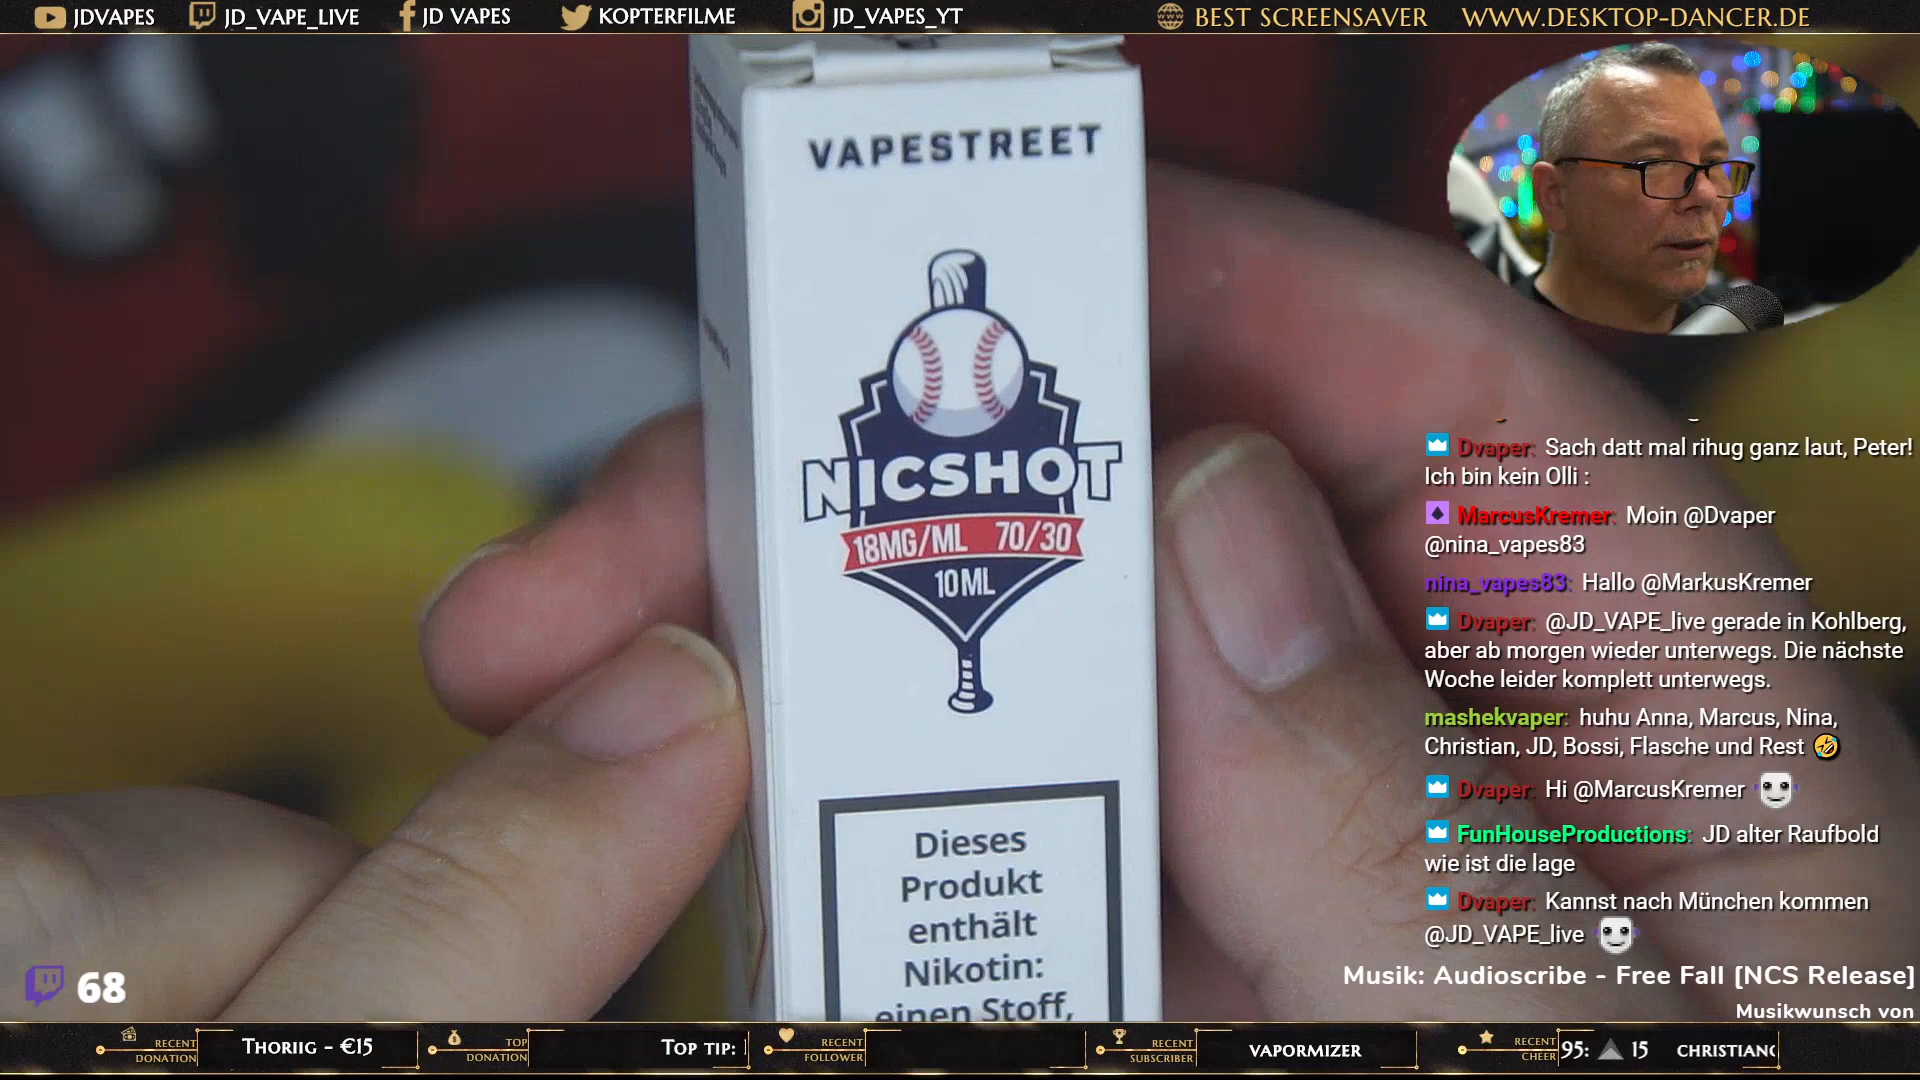 JDVAPES JD_VAPE_LIVE JD VAPES KOPTERFILME JD_VAPES_YT BEST SCREENSAVER WWW.DESKTOP-DANCER.DE
VAPESTREET
NICSHOT
18MG/ML 70/30
10ML
Dieses
Produkt
enthält
Nikotin:
einen Stoff,
Dvaper: Sach datt mal rihug ganz laut, Peter!
Ich bin kein Olli :
MarcusKremer: Moin @Dvaper
@nina_vapes83
nina_vapes83: Hallo @MarkusKremer
Dvaper: @JD_VAPE_live gerade in Kohlberg,
aber ab morgen wieder unterwegs. Die nächste
Woche leider komplett unterwegs.
mashekvaper: huhu Anna, Marcus, Nina,
Christian, JD, Bossi, Flasche und Rest 🤣
Dvaper: Hi @MarcusKremer
FunHouseProductions: JD alter Raufbold
wie ist die lage
Dvaper: Kannst nach München kommen
@JD_VAPE_live
Musik: Audioscribe - Free Fall [NCS Release]
Musikwunsch von
68
RECENT
DONATION
Thoriig - €15
TOP
DONATION
Top tip:
RECENT
FOLLOWER
RECENT
SUBSCRIBER
VAPORMIZER
RECENT
CHEER
95: 15 CHRISTIAN